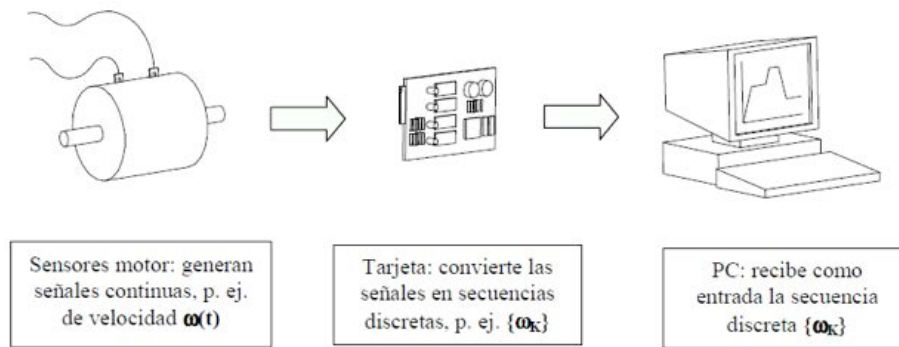 Sensores motor: generan
señales continuas, p. ej.
de velocidad ω(t)
Tarjeta: convierte las
señales en secuencias
discretas, p. ej. {ωK}
PC: recibe como
entrada la secuencia
discreta {ωK}